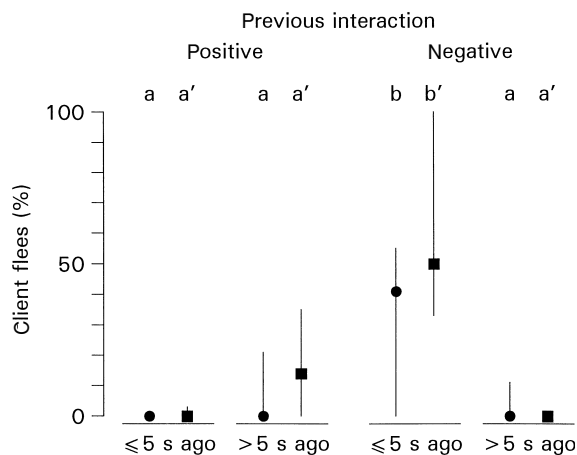 Previous interaction
Positive Negative
a a′ a a′ b b′ a a′
100
50
0
Client flees (%)
⩽5 s ago >5 s ago ⩽5 s ago >5 s ago